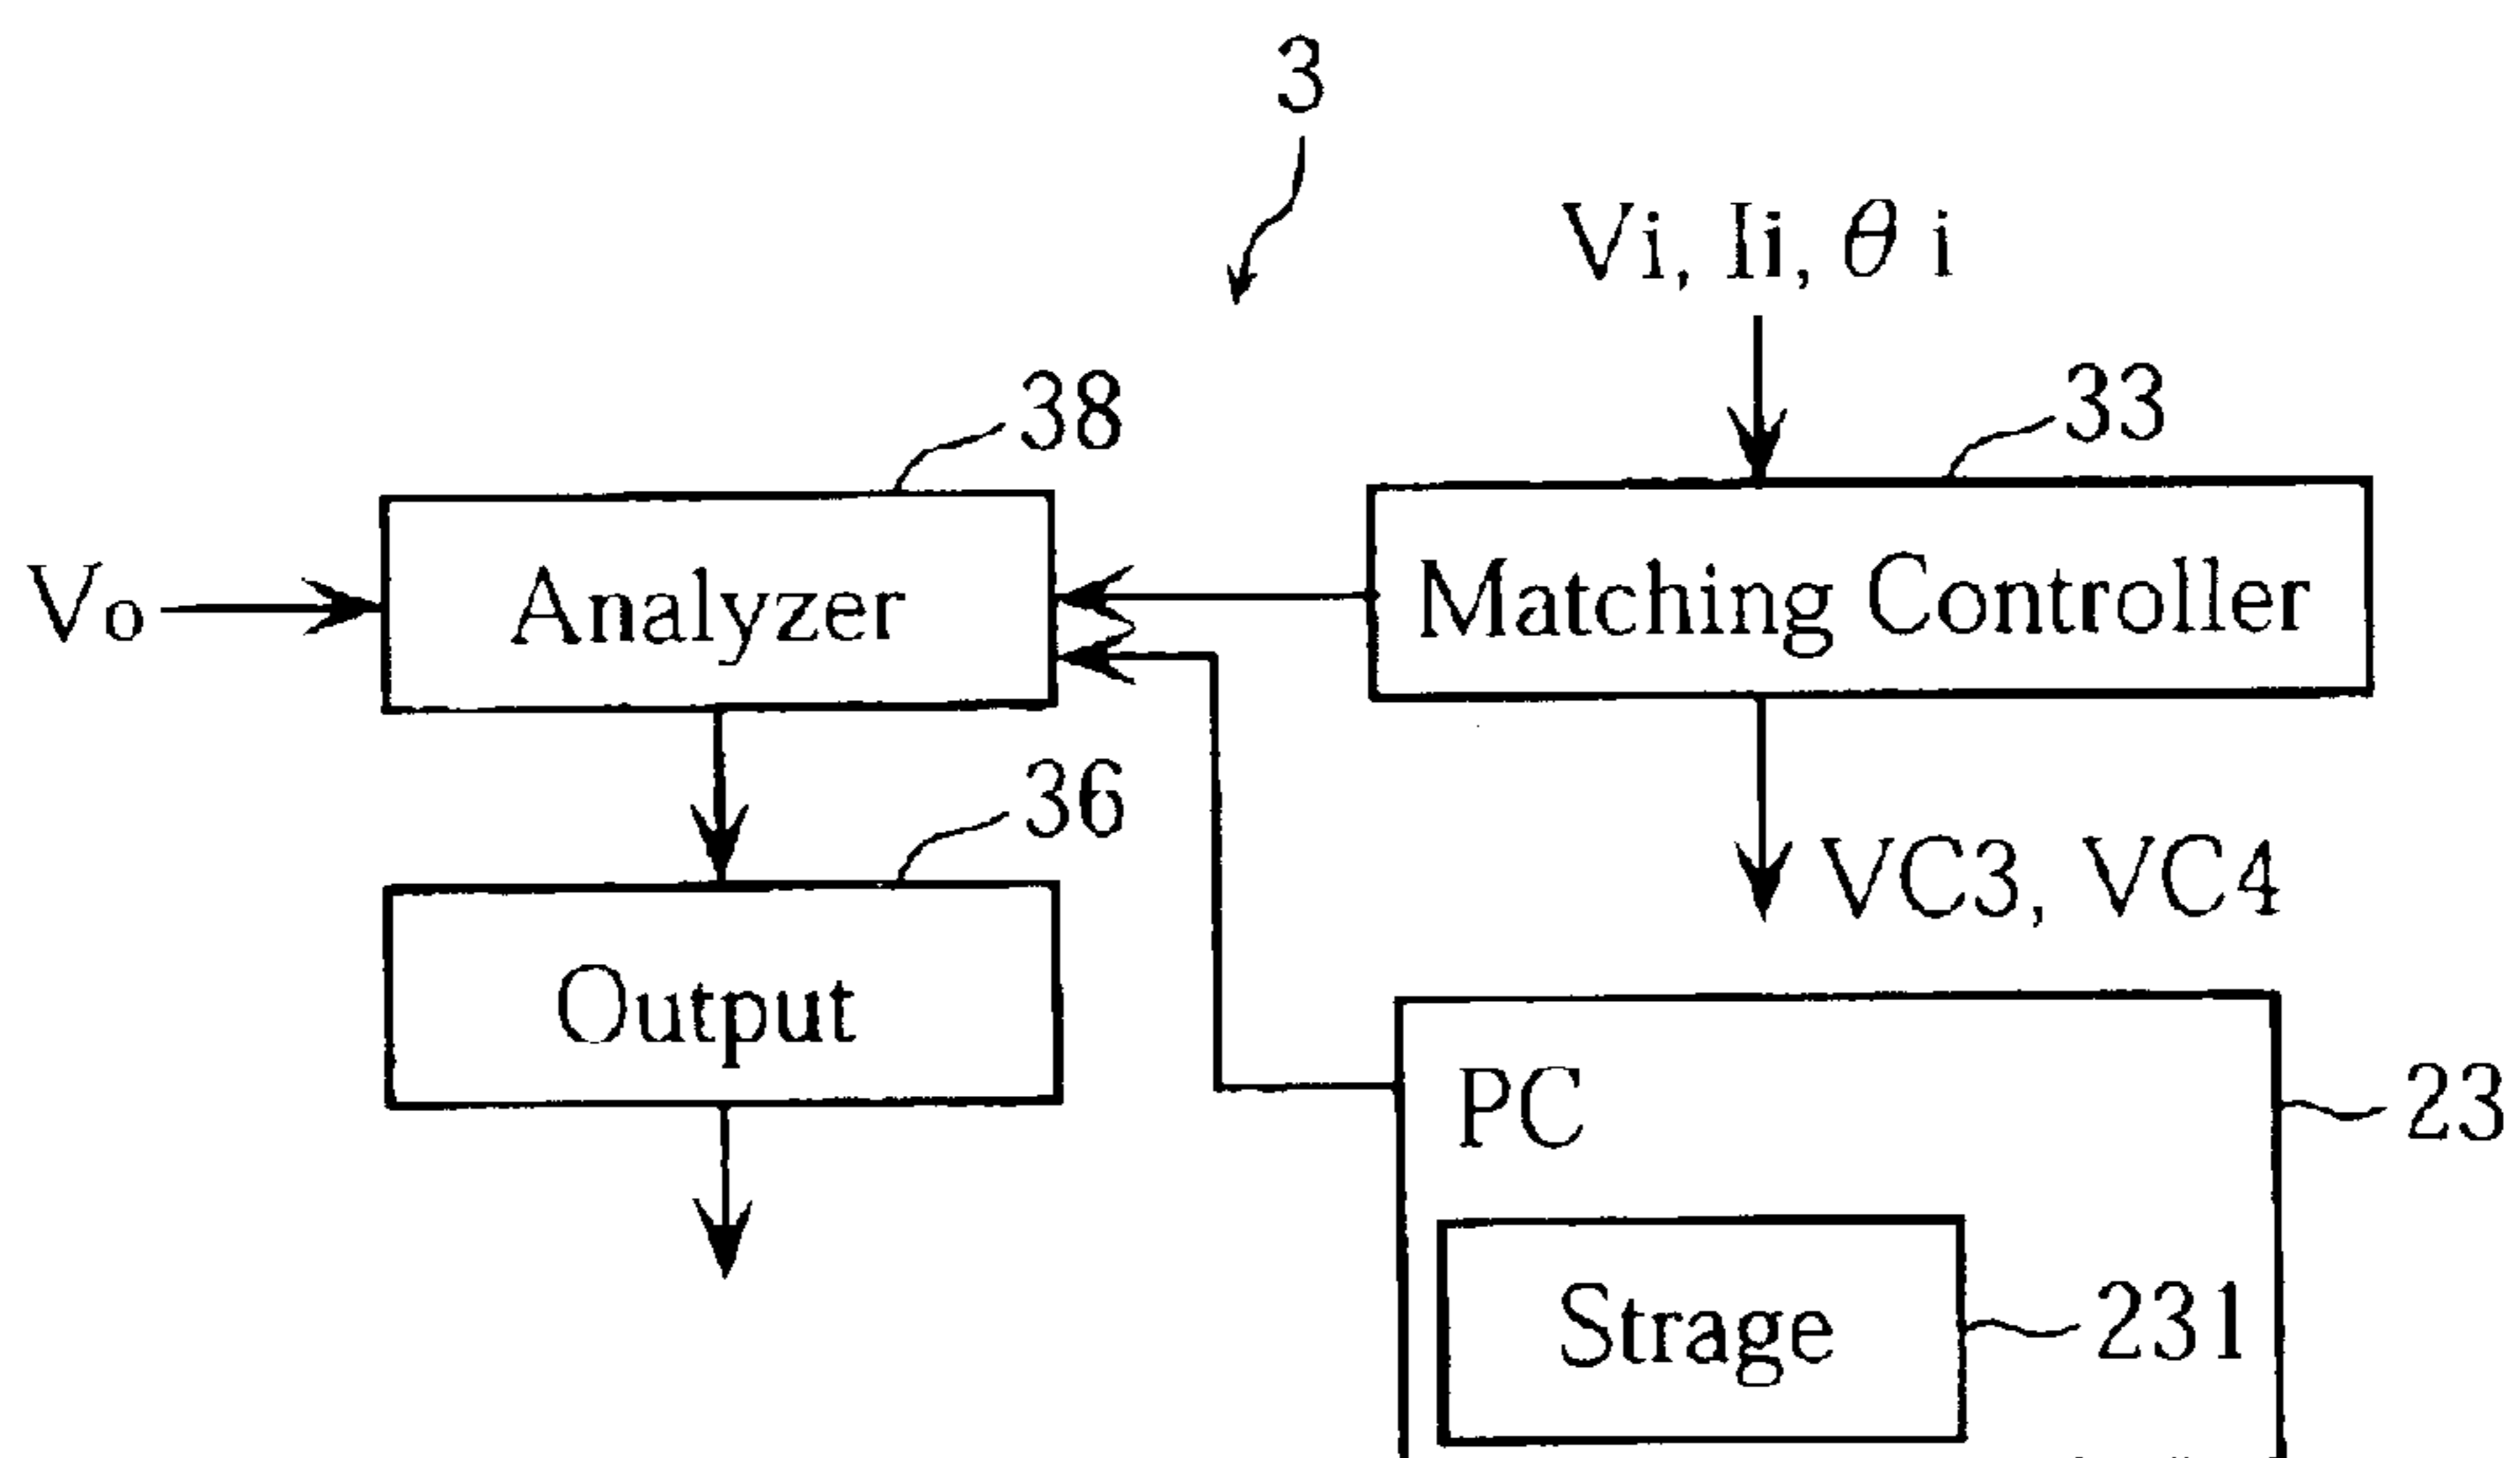 3
Vi, Ii, θ i
38
33
Vo
Analyzer
Matching Controller
36
VC3, VC4
Output
PC
23
Strage
231